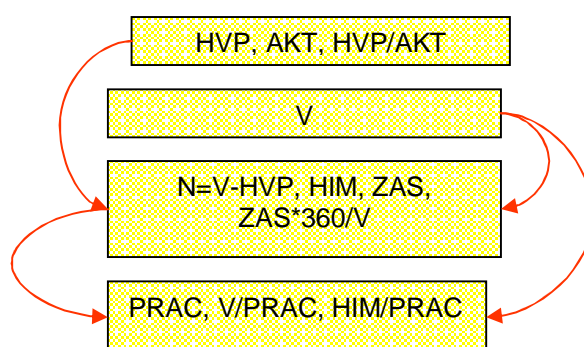 HVP, AKT, HVP/AKT
V
N=V-HVP, HIM, ZAS,
ZAS*360/V
PRAC, V/PRAC, HIM/PRAC